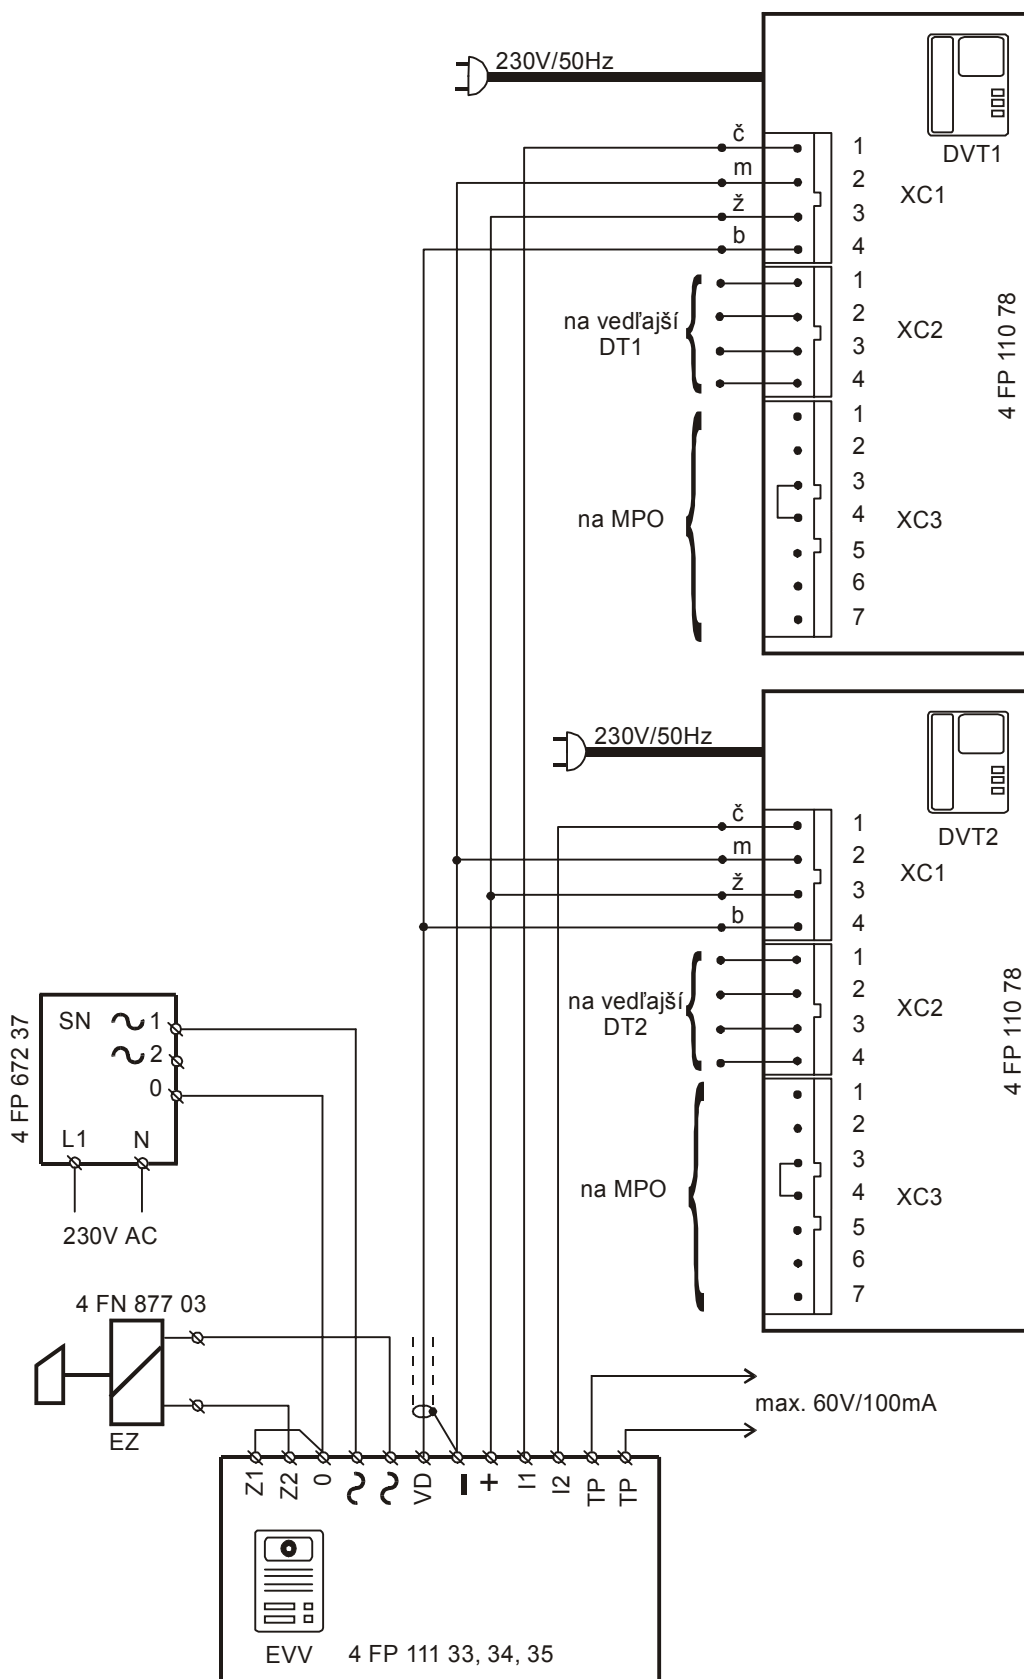 230V/50Hz
DVT1
č
1
m
2
XC1
ž
3
b
4
1
na vedľajší
DT1
2
XC2
3
4
4 FP 110 78
1
2
3
na MPO
4
XC3
5
6
7
230V/50Hz
DVT2
č
1
m
2
XC1
ž
3
b
4
1
na vedľajší
DT2
2
XC2
3
4
4 FP 110 78
1
2
3
na MPO
4
XC3
5
6
7
4 FP 672 37
SN ~ 1
~ 2
0
L1 N
230V AC
4 FN 877 03
EZ
max. 60V/100mA
Z1 Z2 0 ~ ~ VD − + I1 I2 TP TP
EVV 4 FP 111 33, 34, 35